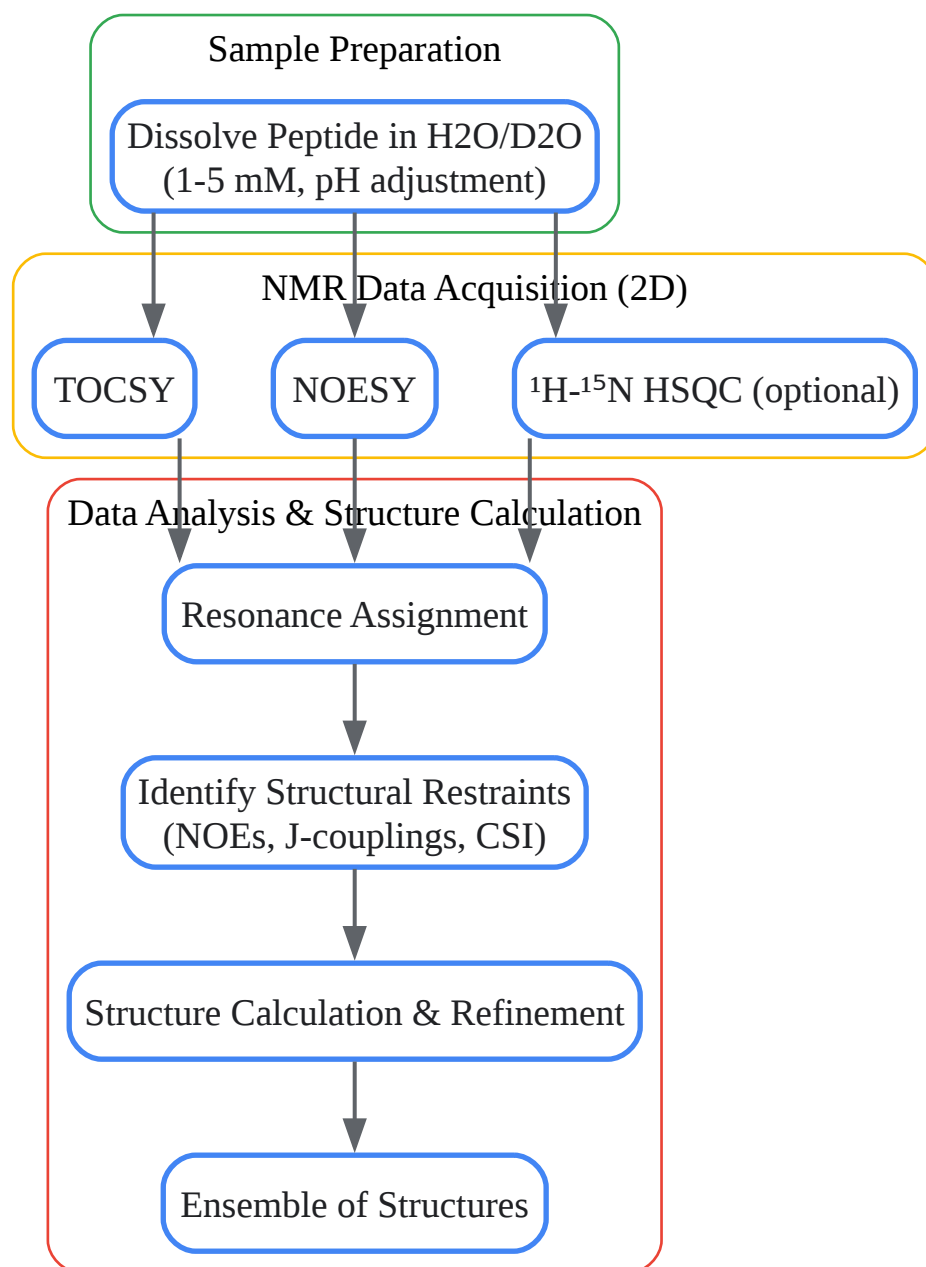 Sample Preparation
Dissolve Peptide in H2O/D2O
(1-5 mM, pH adjustment)
NMR Data Acquisition (2D)
TOCSY
NOESY
¹H-¹⁵N HSQC (optional)
Data Analysis & Structure Calculation
Resonance Assignment
Identify Structural Restraints
(NOEs, J-couplings, CSI)
Structure Calculation & Refinement
Ensemble of Structures